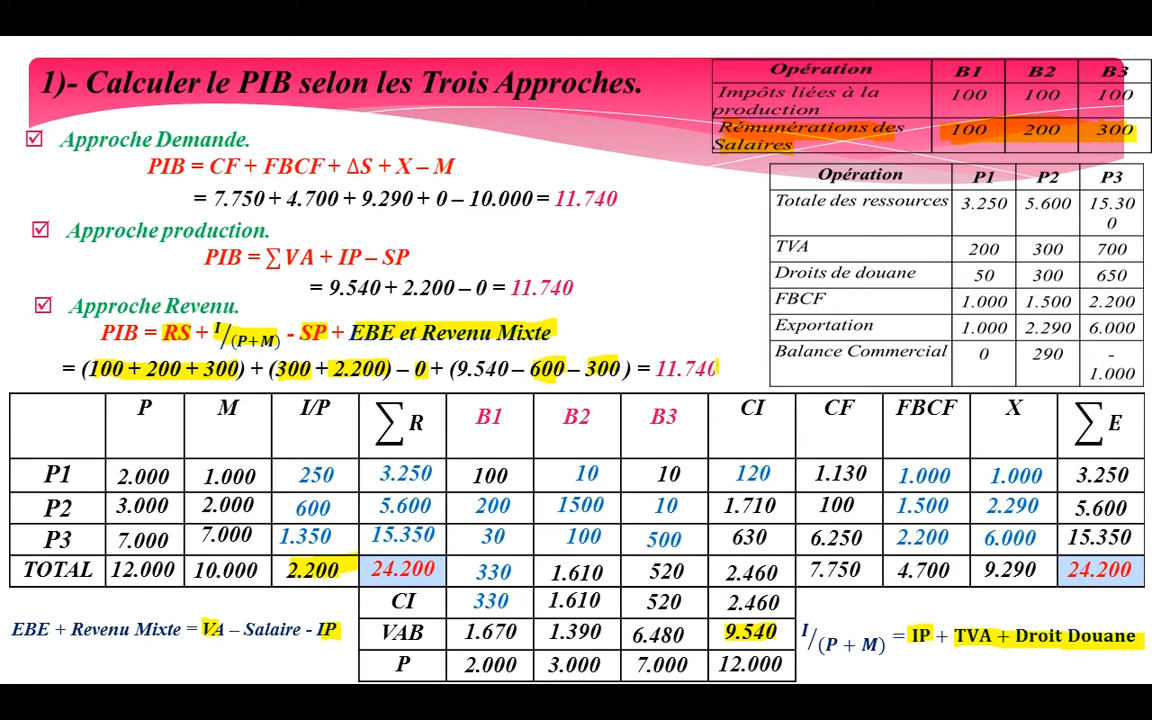 1)- Calculer le PIB selon les Trois Approches.
Opération B1 B2 B3
Impôts liées à la production 100 100 100
Rémunérations des Salaires 100 200 300
Approche Demande.
PIB = CF + FBCF + ΔS + X – M
= 7.750 + 4.700 + 9.290 + 0 – 10.000 = 11.740
Approche production.
PIB = ∑ VA + IP – SP
= 9.540 + 2.200 – 0 = 11.740
Approche Revenu.
PIB = RS + I/(P+M) - SP + EBE et Revenu Mixte
= (100 + 200 + 300) + (300 + 2.200) – 0 + (9.540 – 600 – 300 ) = 11.740
Opération P1 P2 P3
Totale des ressources 3.250 5.600 15.300
TVA 200 300 700
Droits de douane 50 300 650
FBCF 1.000 1.500 2.200
Exportation 1.000 2.290 6.000
Balance Commercial 0 290 -1.000
P M I/P ∑ R B1 B2 B3 CI CF FBCF X ∑ E
P1 2.000 1.000 250 3.250 100 10 10 120 1.130 1.000 1.000 3.250
P2 3.000 2.000 600 5.600 200 1500 10 1.710 100 1.500 2.290 5.600
P3 7.000 7.000 1.350 15.350 30 100 500 630 6.250 2.200 6.000 15.350
TOTAL 12.000 10.000 2.200 24.200 330 1.610 520 2.460 7.750 4.700 9.290 24.200
CI 330 1.610 520 2.460
VAB 1.670 1.390 6.480 9.540
P 2.000 3.000 7.000 12.000
EBE + Revenu Mixte = VA – Salaire - IP
I/(P + M) = IP + TVA + Droit Douane